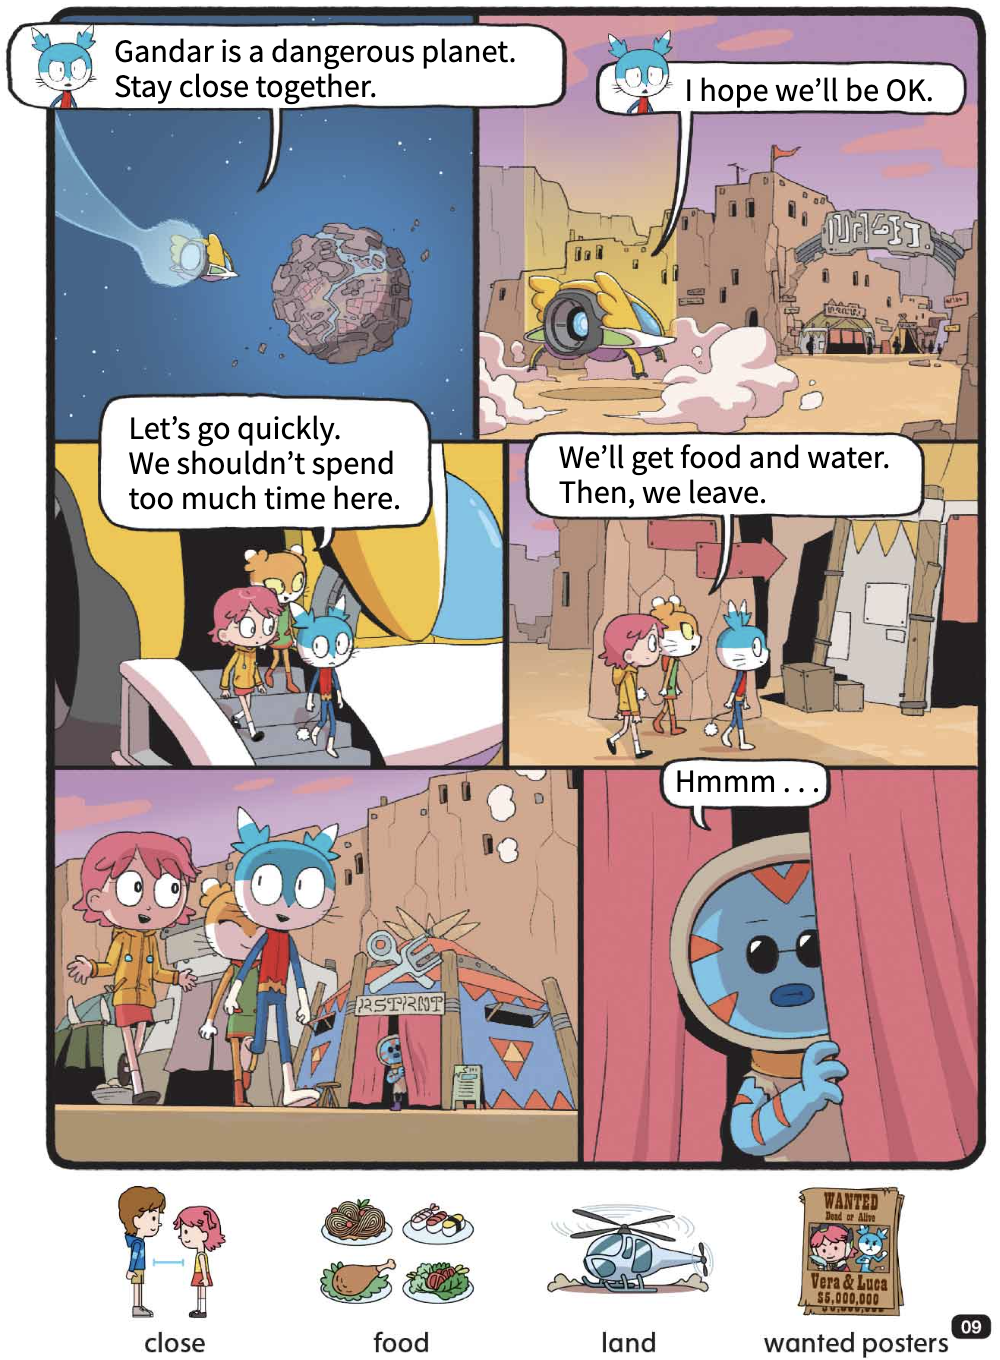 Gandar is a dangerous planet.
Stay close together.
I hope we'll be OK.
Let's go quickly.
We shouldn't spend
too much time here.
We'll get food and water.
Then, we leave.
RSTRNT
Hmmm . . .
WANTED
Dead or Alive
Vera & Luca
$5,000,000
close
food
land
wanted posters
09